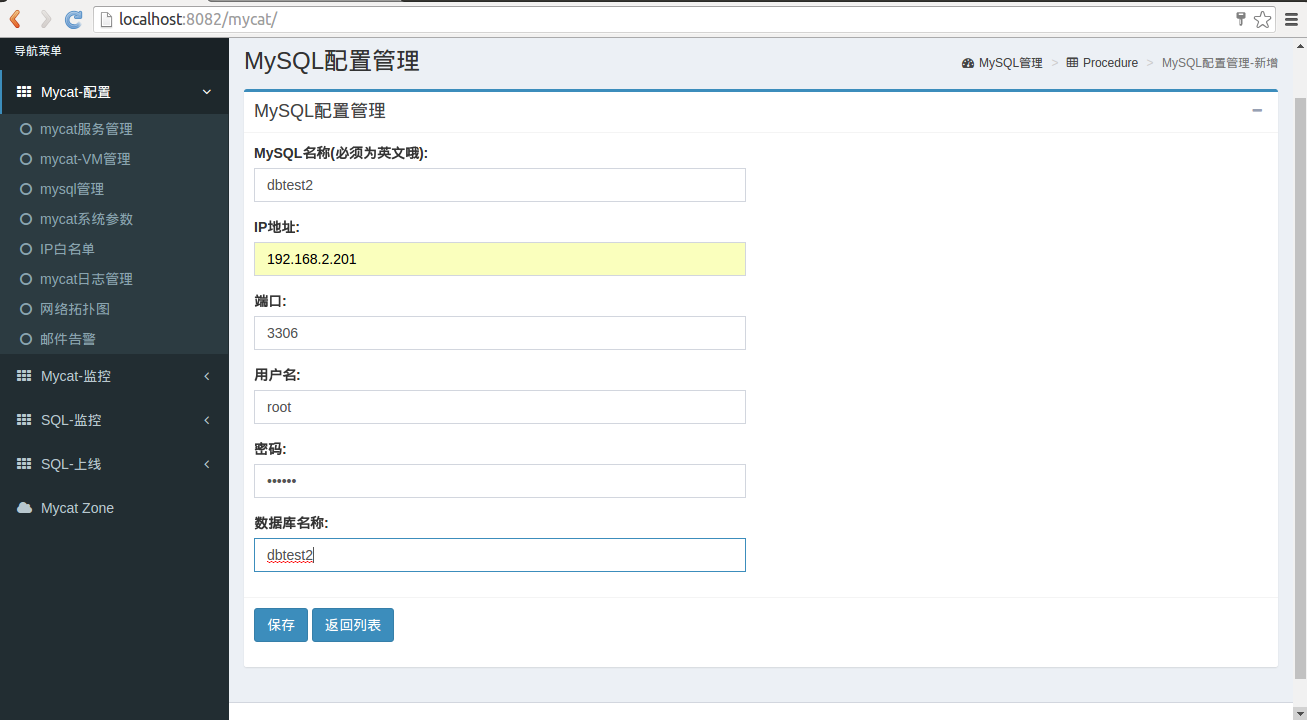 localhost:8082/mycat/
导航菜单
Mycat-配置
mycat服务管理
mycat-VM管理
mysql管理
mycat系统参数
IP白名单
mycat日志管理
网络拓扑图
邮件告警
Mycat-监控
SQL-监控
SQL-上线
Mycat Zone
MySQL配置管理
MySQL管理 > Procedure > MySQL配置管理-新增
MySQL配置管理
MySQL名称(必须为英文哦):
dbtest2
IP地址:
192.168.2.201
端口:
3306
用户名:
root
密码:
••••••
数据库名称:
dbtest2
保存 返回列表